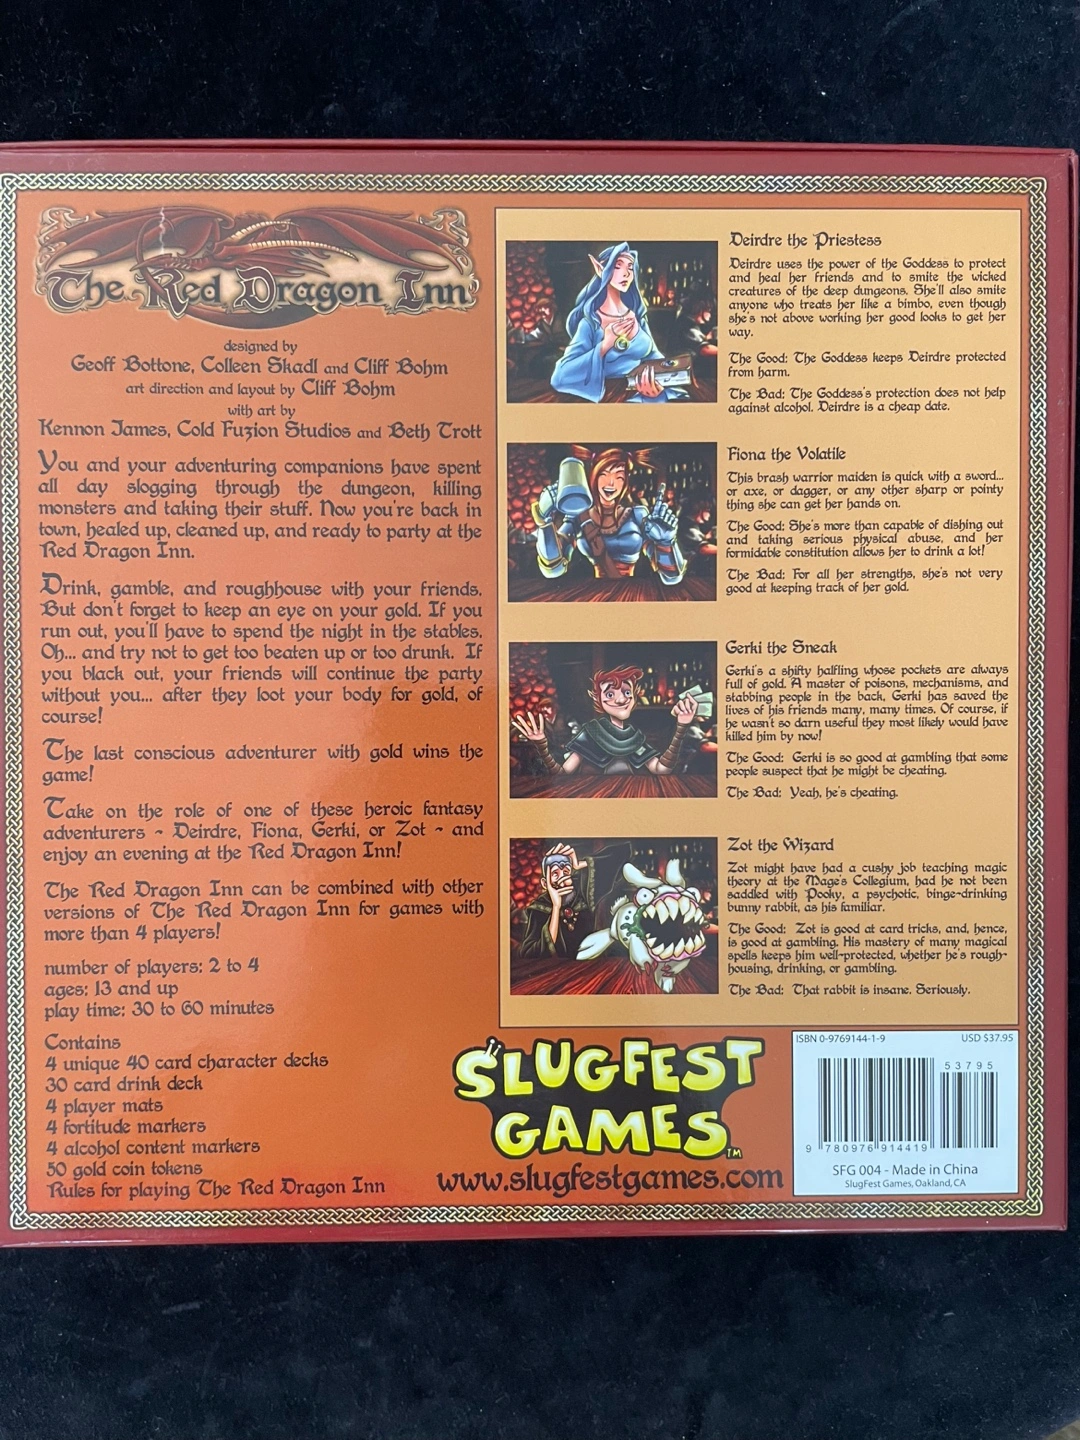 The Red Dragon Inn
designed by
Geoff Bottone, Colleen Skadl and Cliff Bohm
art direction and layout by Cliff Bohm
with art by
Kennon James, Cold Fuzion Studios and Beth Trott
You and your adventuring companions have spent
all day slogging through the dungeon, killing
monsters and taking their stuff. Now you're back in
town, healed up, cleaned up, and ready to party at the
Red Dragon Inn.
Drink, gamble, and roughhouse with your friends.
But don't forget to keep an eye on your gold. If you
run out, you'll have to spend the night in the stables.
Oh... and try not to get too beaten up or too drunk. If
you black out, your friends will continue the party
without you... after they loot your body for gold, of
course!
The last conscious adventurer with gold wins the
game!
Take on the role of one of these heroic fantasy
adventurers ~ Deirdre, Fiona, Gerki, or Zot ~ and
enjoy an evening at the Red Dragon Inn!
The Red Dragon Inn can be combined with other
versions of The Red Dragon Inn for games with
more than 4 players!
number of players: 2 to 4
ages: 13 and up
play time: 30 to 60 minutes
Contains
4 unique 40 card character decks
30 card drink deck
4 player mats
4 fortitude markers
4 alcohol content markers
50 gold coin tokens
Rules for playing The Red Dragon Inn
Deirdre the Priestess
Deirdre uses the power of the Goddess to protect
and heal her friends and to smite the wicked
creatures of the deep dungeons. She'll also smite
anyone who treats her like a bimbo, even though
she's not above working her good looks to get her
way.
The Good: The Goddess keeps Deirdre protected
from harm.
The Bad: The Goddess's protection does not help
against alcohol. Deirdre is a cheap date.
Fiona the Volatile
This brash warrior maiden is quick with a sword...
or axe, or dagger, or any other sharp or pointy
thing she can get her hands on.
The Good: She's more than capable of dishing out
and taking serious physical abuse, and her
formidable constitution allows her to drink a lot!
The Bad: For all her strengths, she's not very
good at keeping track of her gold.
Gerki the Sneak
Gerki's a shifty halfling whose pockets are always
full of gold. A master of poisons, mechanisms, and
stabbing people in the back, Gerki has saved the
lives of his friends many, many times. Of course, if
he wasn't so darn useful they most likely would have
killed him by now!
The Good: Gerki is so good at gambling that some
people suspect that he might be cheating.
The Bad: Yeah, he's cheating.
Zot the Wizard
Zot might have had a cushy job teaching magic
theory at the Mage's Collegium, had he not been
saddled with Pooky, a psychotic, binge-drinking
bunny rabbit, as his familiar.
The Good: Zot is good at card tricks, and, hence,
is good at gambling. His mastery of many magical
spells keeps him well-protected, whether he's rough-
housing, drinking, or gambling.
The Bad: That rabbit is insane. Seriously.
SLUGFEST
GAMES TM
www.slugfestgames.com
ISBN 0-9769144-1-9 USD $37.95
53795
9 780976 914419
SFG 004 - Made in China
SlugFest Games, Oakland, CA